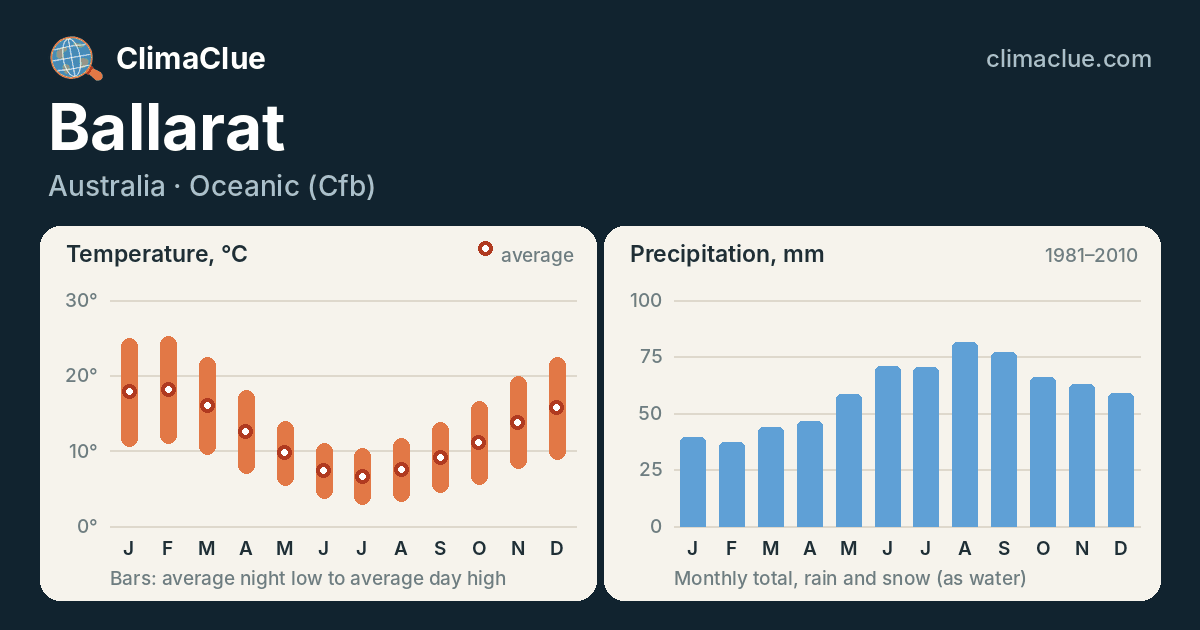 ClimaClue
climaclue.com
Ballarat
Australia · Oceanic (Cfb)
Temperature, °C
average
30°
20°
10°
0°
J F M A M J J A S O N D
Bars: average night low to average day high
Precipitation, mm
1981–2010
100
75
50
25
0
J F M A M J J A S O N D
Monthly total, rain and snow (as water)